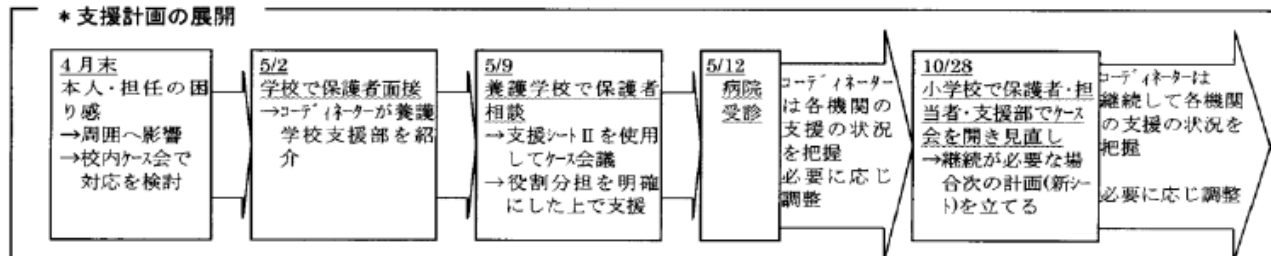 ＊支援計画の展開
4月末
本人・担任の困
り感
→周囲へ影響
→校内ｹｰｽ会で
対応を検討
5/2
学校で保護者面接
→ｺｰﾃﾞｨﾈｰﾀｰが養護
学校支援部を紹
介
5/9
養護学校で保護者
相談
→支援ｼｰﾄⅡを使用
してｹｰｽ会議
→役割分担を明確
にした上で支援
5/12
病院
受診
ｺｰﾃﾞｨﾈｰﾀｰ
は各機関の
支援の状況
を把握
必要に応じ
調整
10/28
小学校で保護者・担
当者・支援部でｹｰｽ
会を開き見直し
→継続が必要な場
合次の計画(新ｼｰ
ﾄ)を立てる
ｺｰﾃﾞｨﾈｰﾀｰは
継続して各機関
の支援の状況を
把握
必要に応じ調整